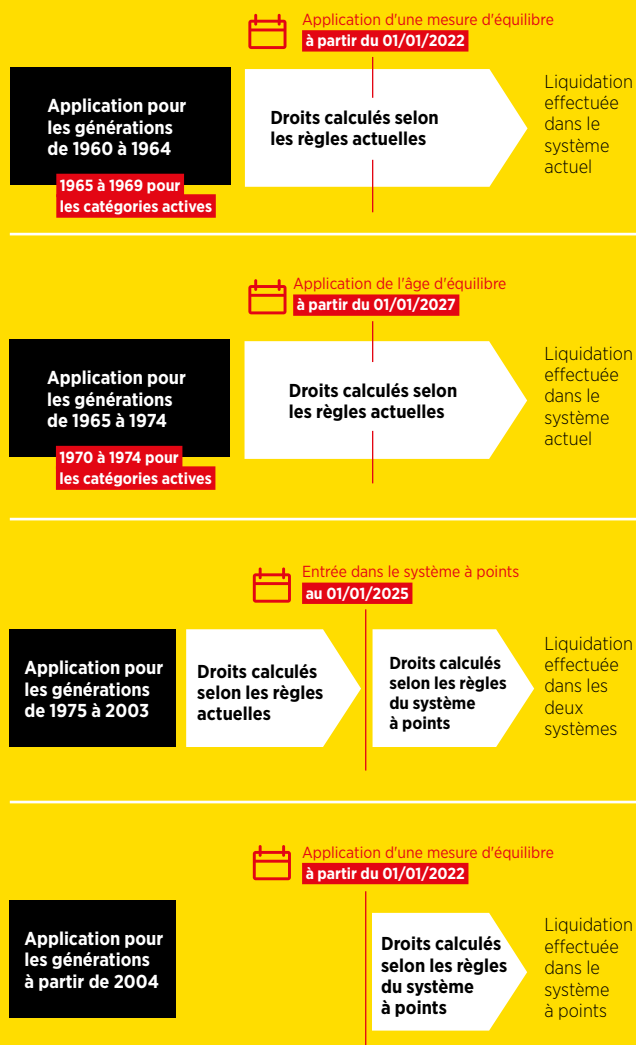 Application d'une mesure d'équilibre
à partir du 01/01/2022
Application pour
les générations
de 1960 à 1964
1965 à 1969 pour
les catégories actives
Droits calculés selon
les règles actuelles
Liquidation
effectuée
dans le
système
actuel
Application de l'âge d'équilibre
à partir du 01/01/2027
Application pour
les générations
de 1965 à 1974
1970 à 1974 pour
les catégories actives
Droits calculés selon
les règles actuelles
Liquidation
effectuée
dans le
système
actuel
Entrée dans le système à points
au 01/01/2025
Application pour
les générations
de 1975 à 2003
Droits calculés
selon les règles
actuelles
Droits calculés
selon les règles
du système
à points
Liquidation
effectuée
dans les
deux
systèmes
Application d'une mesure d'équilibre
à partir du 01/01/2022
Application pour
les générations
à partir de 2004
Droits calculés
selon les règles
du système
à points
Liquidation
effectuée
dans le
système
à points